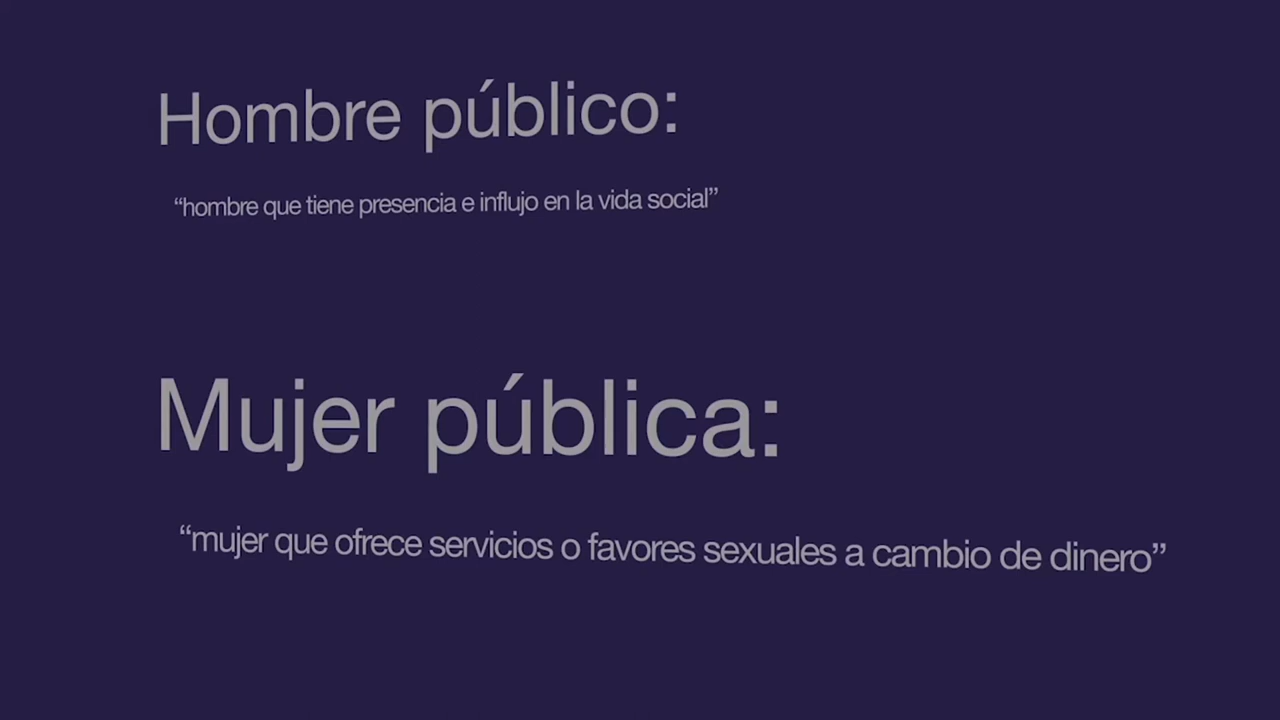 Hombre público:
“hombre que tiene presencia e influjo en la vida social”
Mujer pública:
“mujer que ofrece servicios o favores sexuales a cambio de dinero”